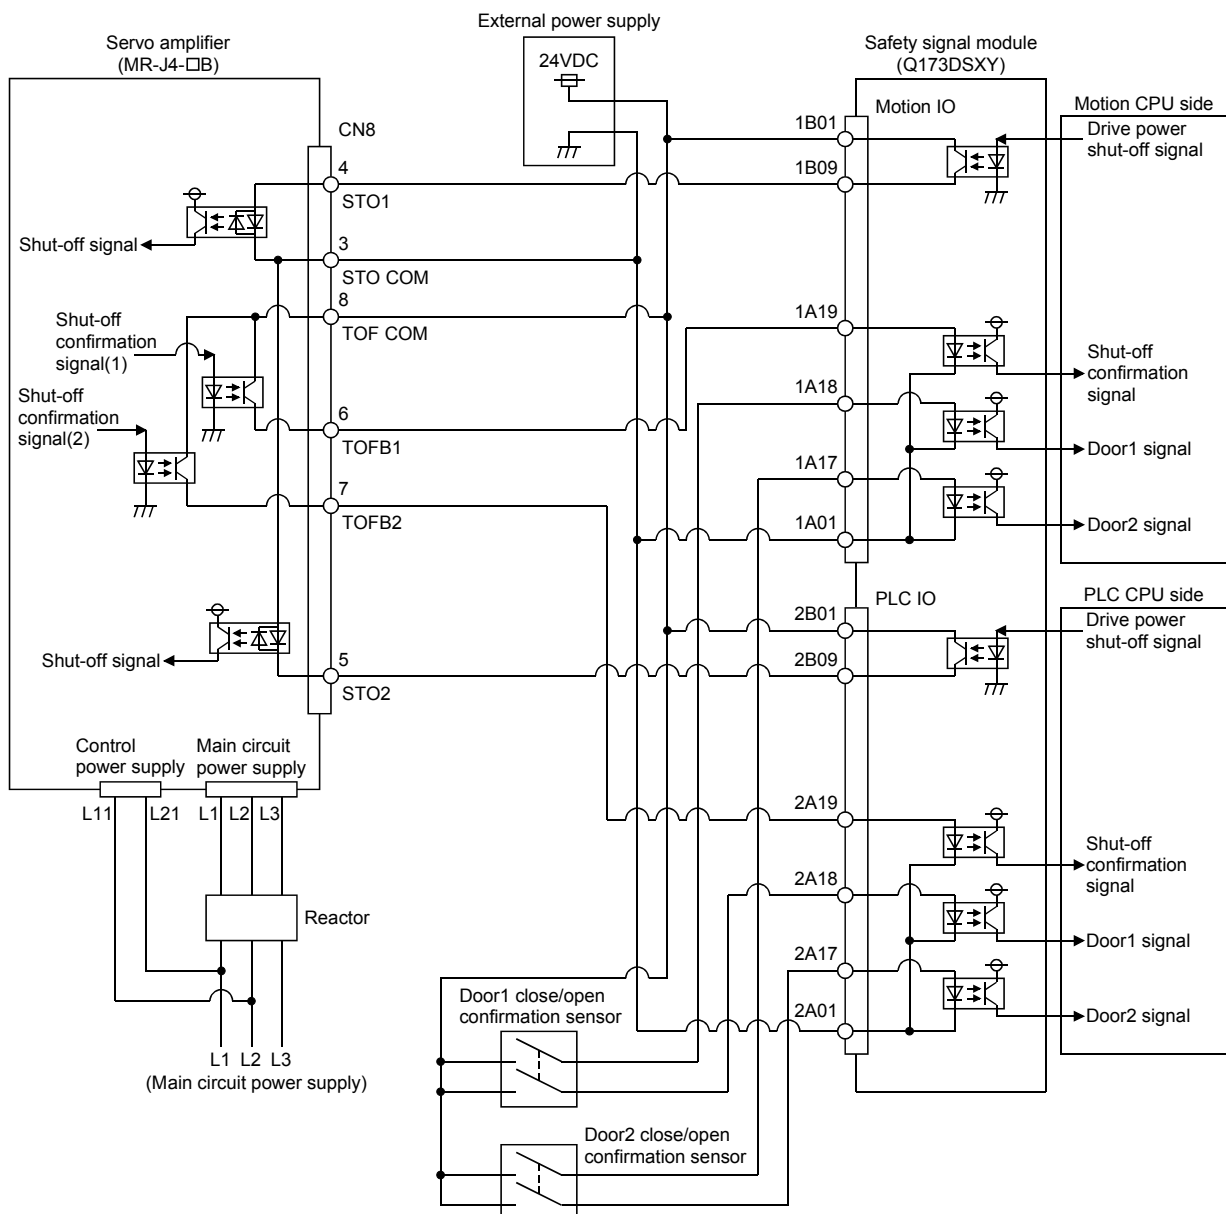 External power supply
24VDC
Servo amplifier
(MR-J4-□B)
CN8
4
STO1
3
STO COM
8
TOF COM
6
TOFB1
7
TOFB2
5
STO2
Shut-off signal
Shut-off
confirmation
signal(1)
Shut-off
confirmation
signal(2)
Shut-off signal
Control
power supply
Main circuit
power supply
L11
L21
L1
L2
L3
Reactor
L1
L2
L3
(Main circuit power supply)
Safety signal module
(Q173DSXY)
Motion IO
1B01
1B09
1A19
1A18
1A17
1A01
Motion CPU side
Drive power
shut-off signal
Shut-off
confirmation
signal
Door1 signal
Door2 signal
PLC IO
2B01
2B09
2A19
2A18
2A17
2A01
PLC CPU side
Drive power
shut-off signal
Shut-off
confirmation
signal
Door1 signal
Door2 signal
Door1 close/open
confirmation sensor
Door2 close/open
confirmation sensor